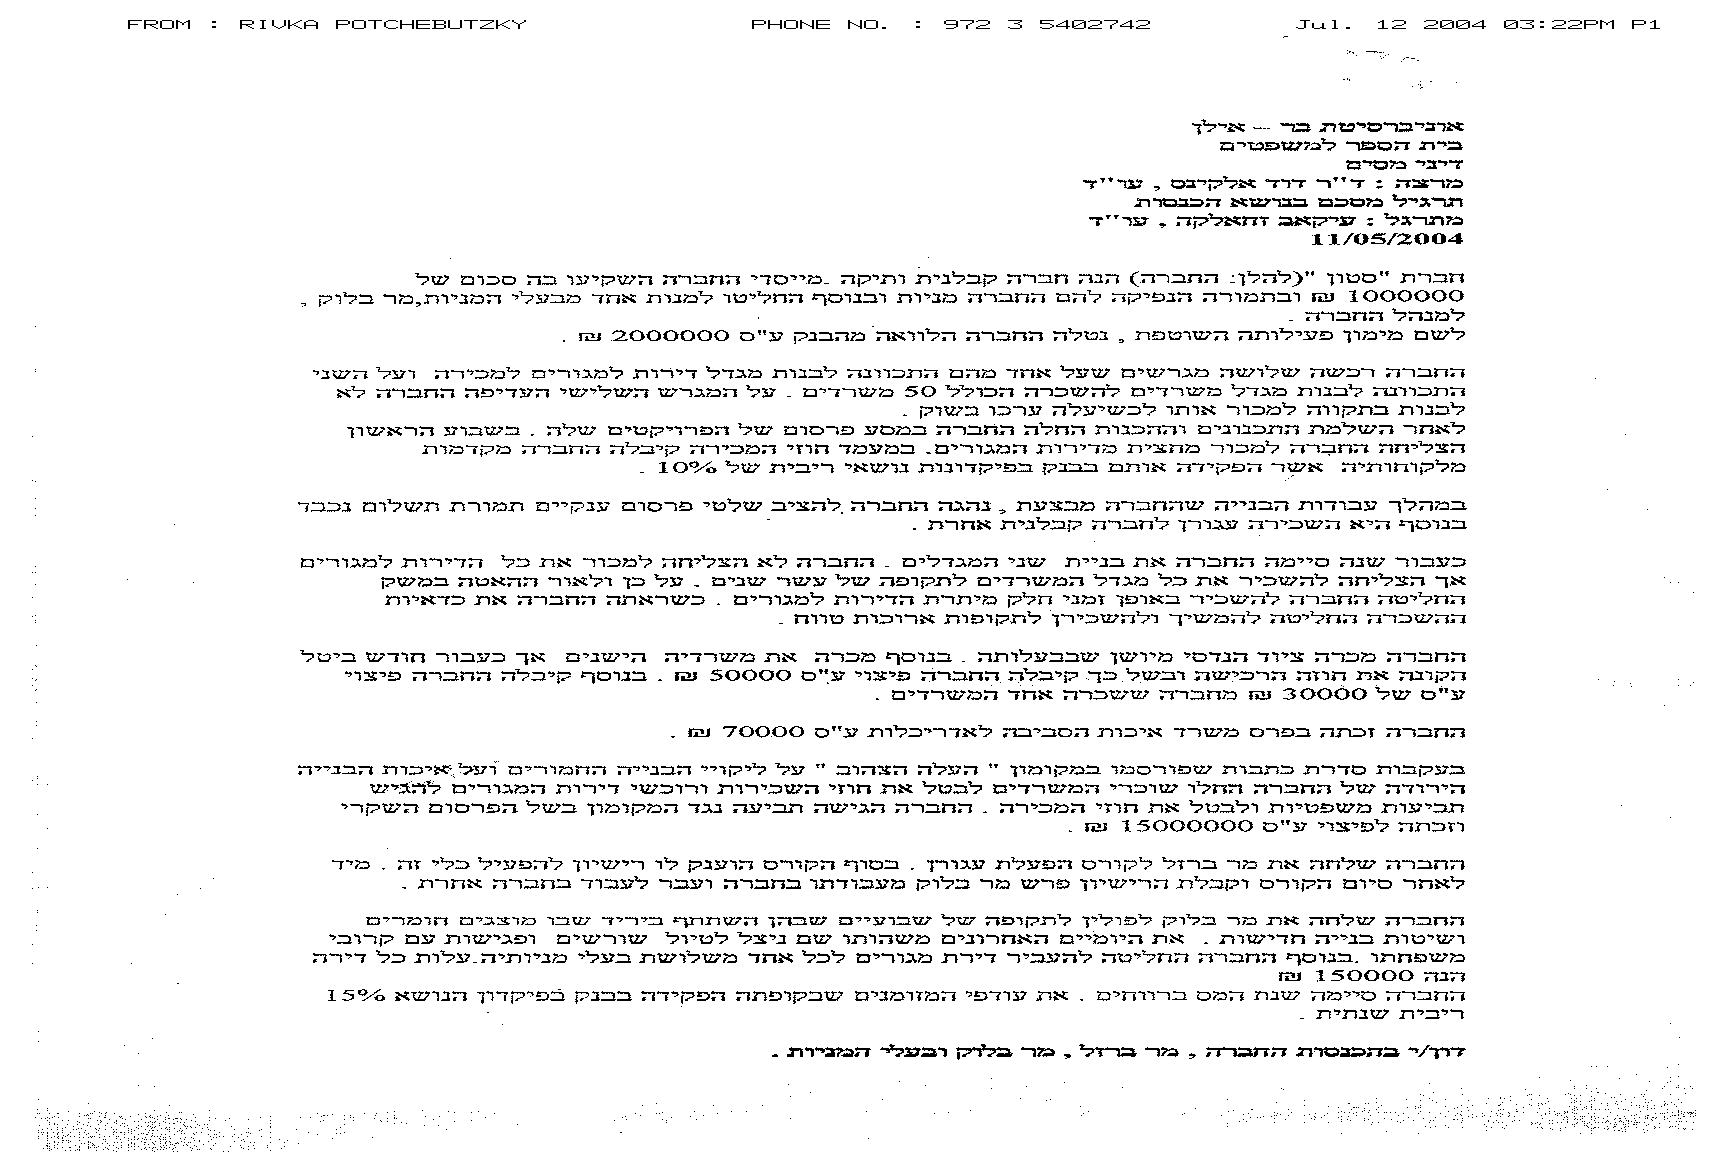 FROM : RIVKA POTCHEBUTZKY PHONE NO. : 972 3 5402742 Jul. 12 2004 03:22PM P1
אוניברסיטת בר – אילן
בית הספר למשפטים
דיני מסים
מרצה : ד"ר דוד אלקינס , עו"ד
תרגיל מסכם בנושא הכנסות
מתרגל : עיקאב זחאלקה , עו"ד
11/05/2004
חברת "סטון "(להלן: החברה) הנה חברה קבלנית ותיקה .מייסדי החברה השקיעו בה סכום של
1000000 ₪ ובתמורה הנפיקה להם החברה מניות ובנוסף החליטו למנות אחד מבעלי המניות,מר בלוק ,
למנהל החברה .
לשם מימון פעילותה השוטפת , נטלה החברה הלוואה מהבנק ע"ס 2000000 ₪ .
החברה רכשה שלושה מגרשים שעל אחד מהם התכוונה לבנות מגדל דירות למגורים למכירה ועל השני
התכוונה לבנות מגדל משרדים להשכרה הכולל 50 משרדים . על המגרש השלישי העדיפה החברה לא
לבנות בתקווה למכור אותו לכשיעלה ערכו בשוק .
לאחר השלמת התכנונים וההכנות החלה החברה במסע פרסום של הפרויקטים שלה . בשבוע הראשון
הצליחה החברה למכור מחצית מדירות המגורים. במעמד חוזי המכירה קיבלה החברה מקדמות
מלקוחותיה אשר הפקידה אותם בבנק בפיקדונות נושאי ריבית של 10% .
במהלך עבודות הבנייה שהחברה מבצעת , נהגה החברה להציב שלטי פרסום ענקיים תמורת תשלום נכבד
בנוסף היא השכירה עגורן לחברה קבלנית אחרת .
כעבור שנה סיימה החברה את בניית שני המגדלים . החברה לא הצליחה למכור את כל הדירות למגורים
אך הצליחה להשכיר את כל מגדל המשרדים לתקופה של עשר שנים . על כן ולאור ההאטה במשק
החליטה החברה להשכיר באופן זמני חלק מיתרת הדירות למגורים . כשראתה החברה את כדאיות
ההשכרה החליטה להמשיך ולהשכירן לתקופות ארוכות טווח .
החברה מכרה ציוד הנדסי מיושן שבבעלותה . בנוסף מכרה את משרדיה הישנים אך כעבור חודש ביטל
הקונה את חוזה הרכישה ובשל כך קיבלה החברה פיצוי ע"ס 50000 ₪ . בנוסף קיבלה החברה פיצוי
ע"ס של 30000 ₪ מחברה ששכרה אחד המשרדים .
החברה זכתה בפרס משרד איכות הסביבה לאדריכלות ע"ס 70000 ₪ .
בעקבות סדרת כתבות שפורסמו במקומון " העלה הצהוב " על ליקויי הבנייה החמורים ועל איכות הבנייה
הירודה של החברה החלו שוכרי המשרדים לבטל את חוזי השכירות ורוכשי דירות המגורים להגיש
תביעות משפטיות ולבטל את חוזי המכירה . החברה הגישה תביעה נגד המקומון בשל הפרסום השקרי
וזכתה לפיצוי ע"ס 15000000 ₪ .
החברה שלחה את מר ברזל לקורס הפעלת עגורן . בסוף הקורס הוענק לו רישיון להפעיל כלי זה . מיד
לאחר סיום הקורס וקבלת הרישיון פרש מר בלוק מעבודתו בחברה ועבר לעבוד בחברה אחרת .
החברה שלחה את מר בלוק לפולין לתקופה של שבועיים שבהן השתתף ביריד שבו מוצגים חומרים
ושיטות בנייה חדישות . את היומיים האחרונים משהותו שם ניצל לטיול שורשים ופגישות עם קרובי
משפחתו .בנוסף החברה החליטה להעביר דירת מגורים לכל אחד משלושת בעלי מניותיה.עלות כל דירה
הנה 150000 ₪
החברה סיימה שנת המס ברווחים . את עודפי המזומנים שבקופתה הפקידה בבנק בפיקדון הנושא 15%
ריבית שנתית .
דון/י בהכנסות החברה , מר ברזל , מר בלוק ובעלי המניות .